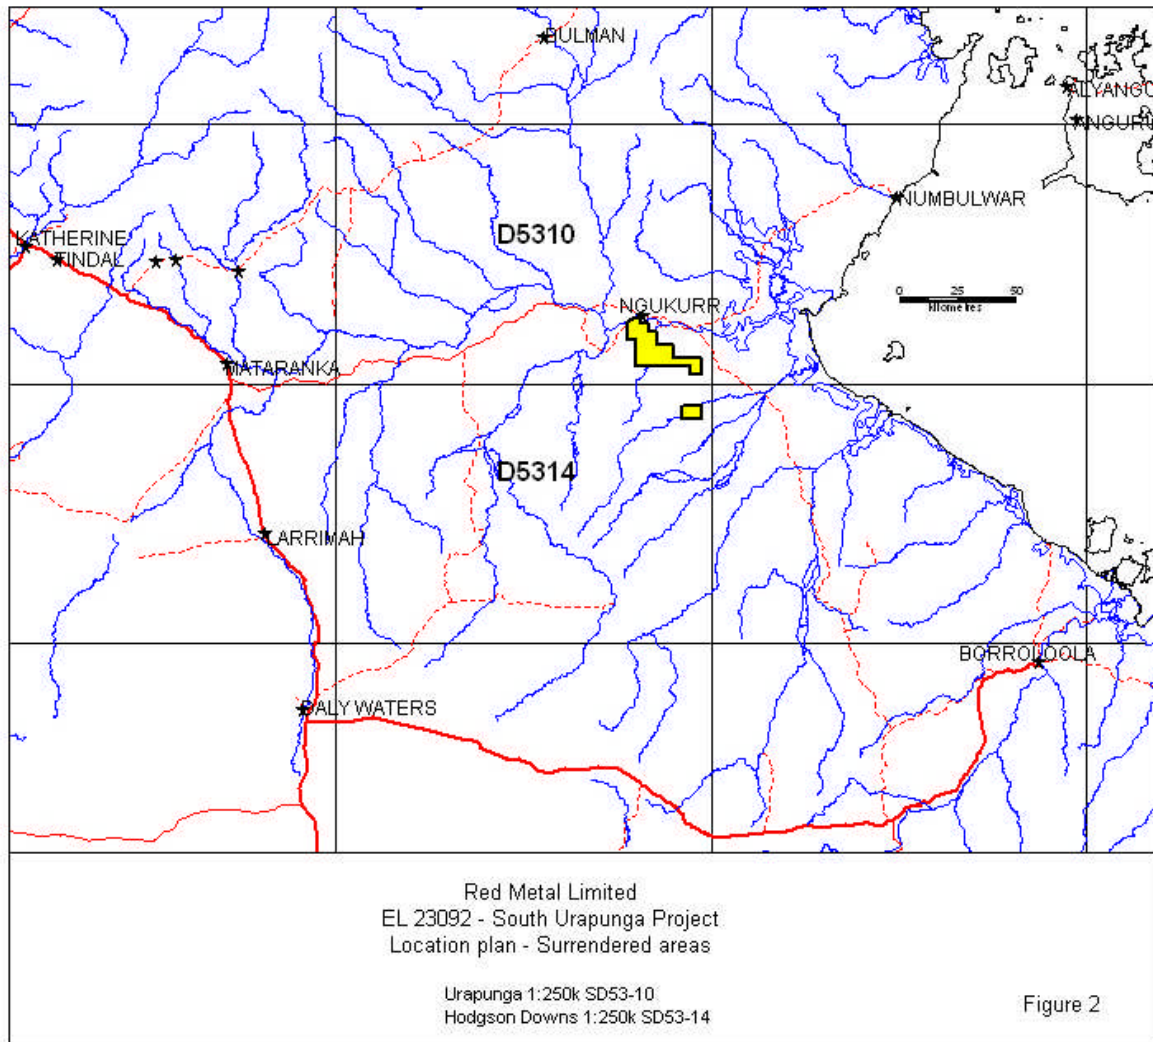 BULMAN
ALYANGU
ANGURU
NUMBULWAR
D5310
KATHERINE
TINDAL
0 25 50
kilometres
NGUKURR
MATARANKA
D5314
LARRIMAH
BORROLOOLA
DALY WATERS
Red Metal Limited
EL 23092 - South Urapunga Project
Location plan - Surrendered areas
Urapunga 1:250k SD53-10
Hodgson Downs 1:250k SD53-14
Figure 2